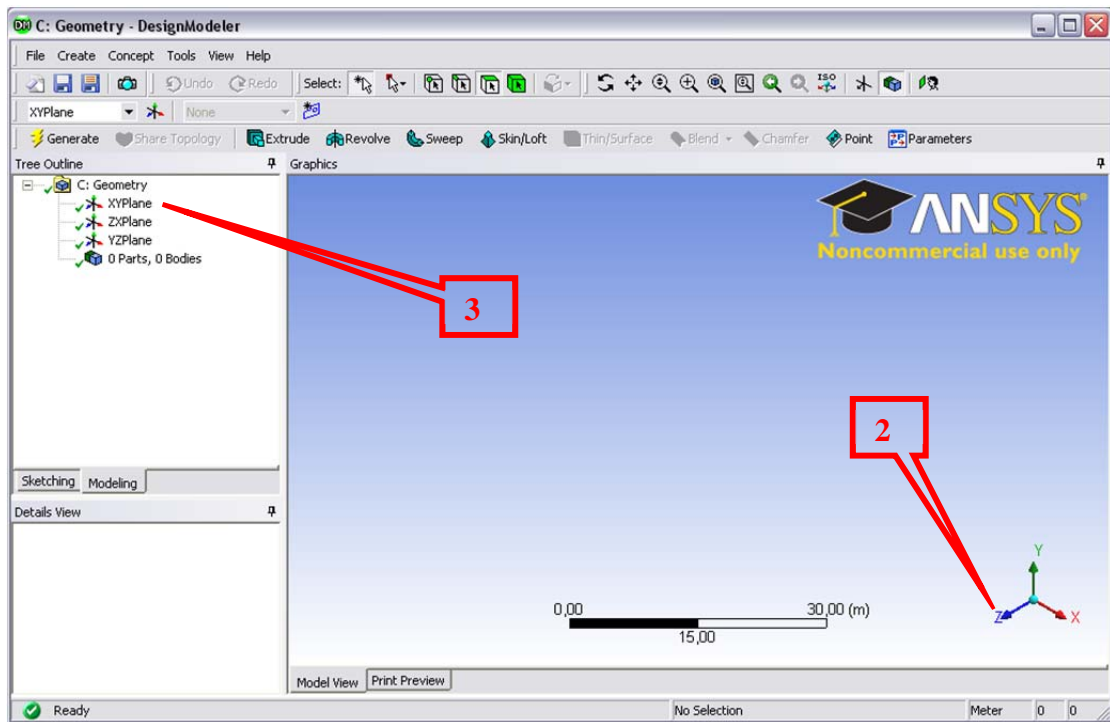 C: Geometry - DesignModeler
File Create Concept Tools View Help
Undo Redo Select: ISO
XYPlane None
Generate Share Topology Extrude Revolve Sweep Skin/Loft Thin/Surface Blend Chamfer Point Parameters
Tree Outline
Graphics
C: Geometry
XYPlane
ZXPlane
YZPlane
0 Parts, 0 Bodies
ANSYS
Noncommercial use only
3
2
Sketching Modeling
Details View
Y
Z
X
0,00 30,00 (m)
15,00
Model View Print Preview
Ready No Selection Meter 0 0